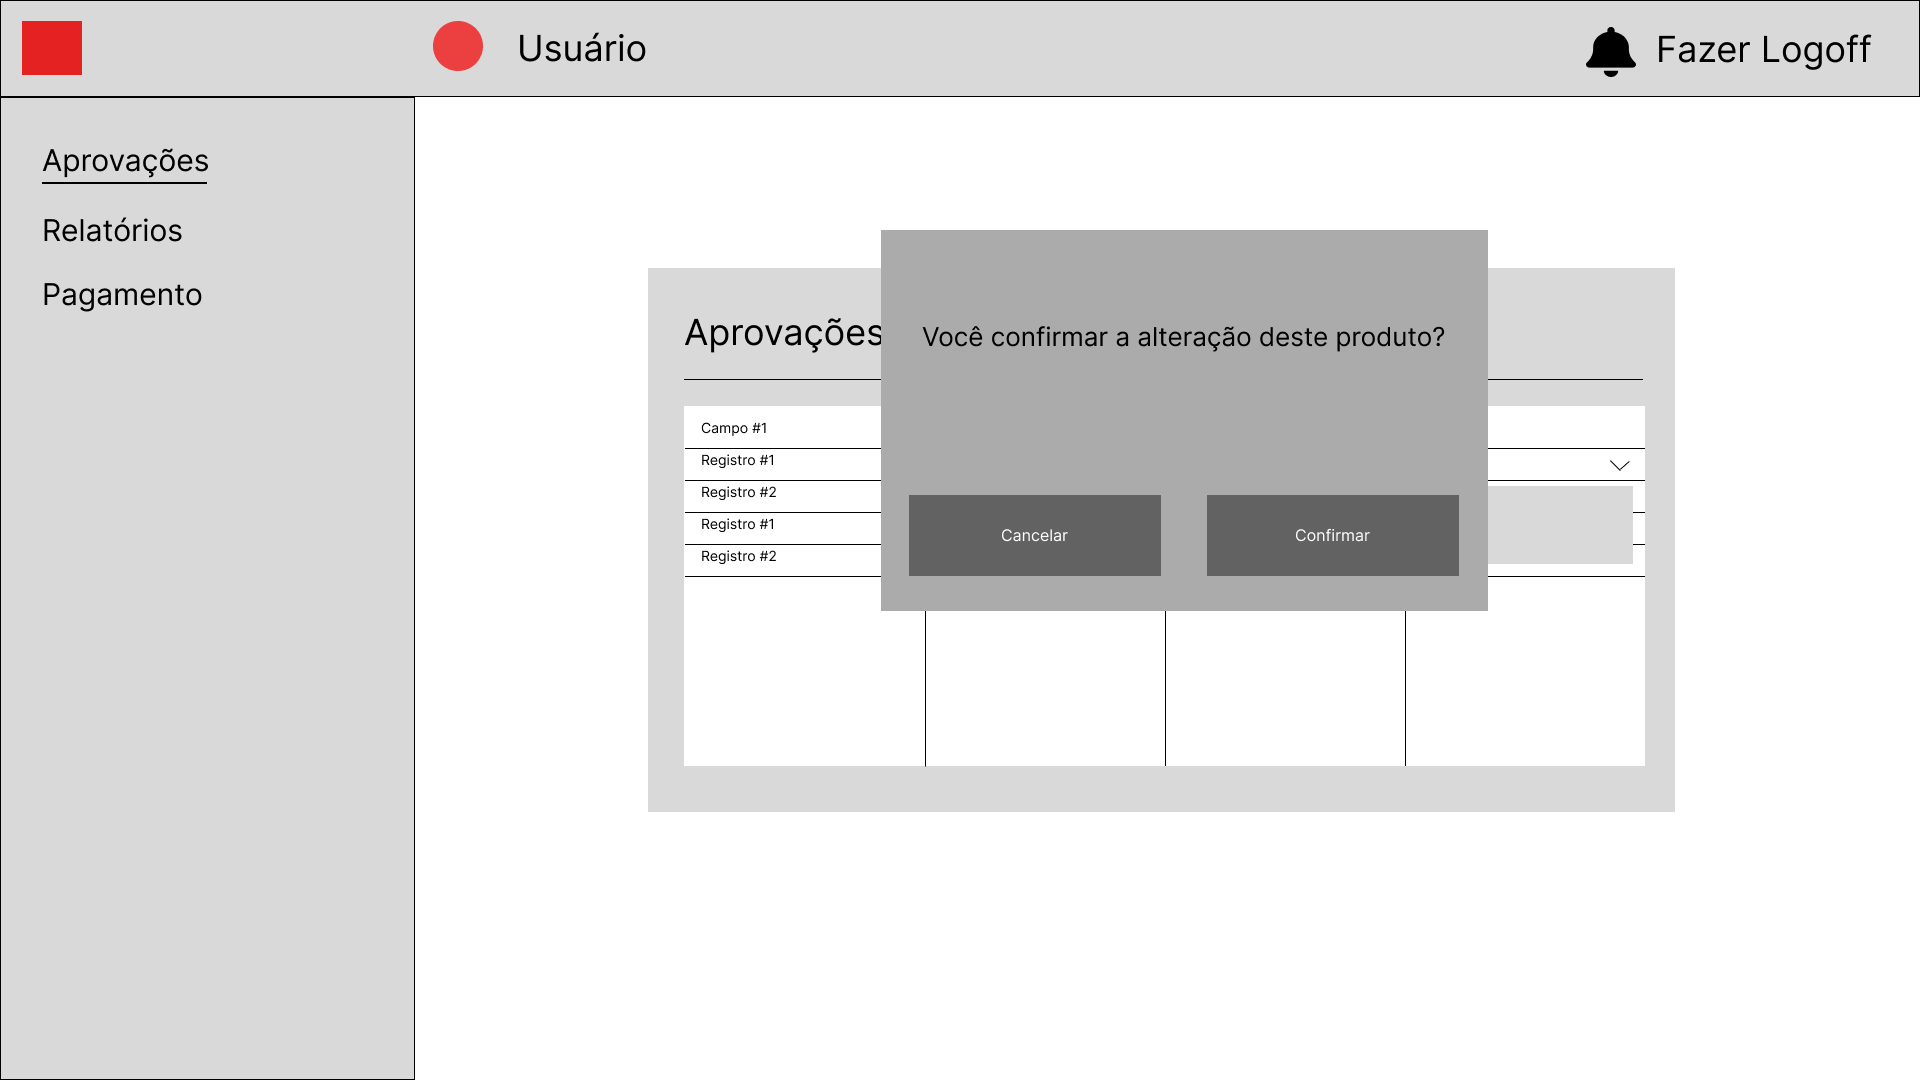 Usuário
Fazer Logoff
Aprovações
Relatórios
Pagamento
Aprovações
Você confirmar a alteração deste produto?
Campo #1
Registro #1
Registro #2
Registro #1
Registro #2
Cancelar
Confirmar